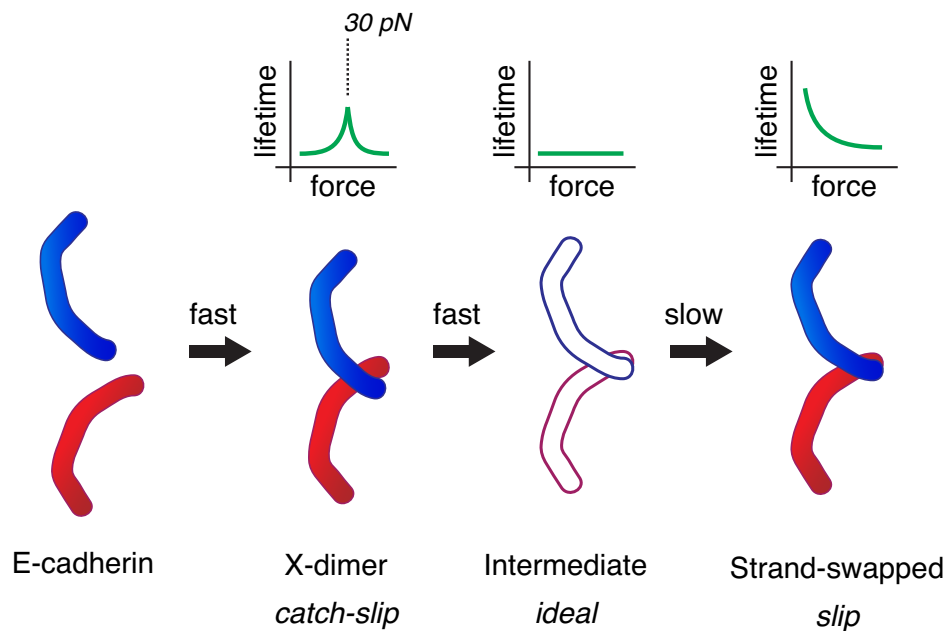 30 pN
lifetime
force
lifetime
force
lifetime
force
fast
fast
slow
E-cadherin
X-dimer
catch-slip
Intermediate
ideal
Strand-swapped
slip